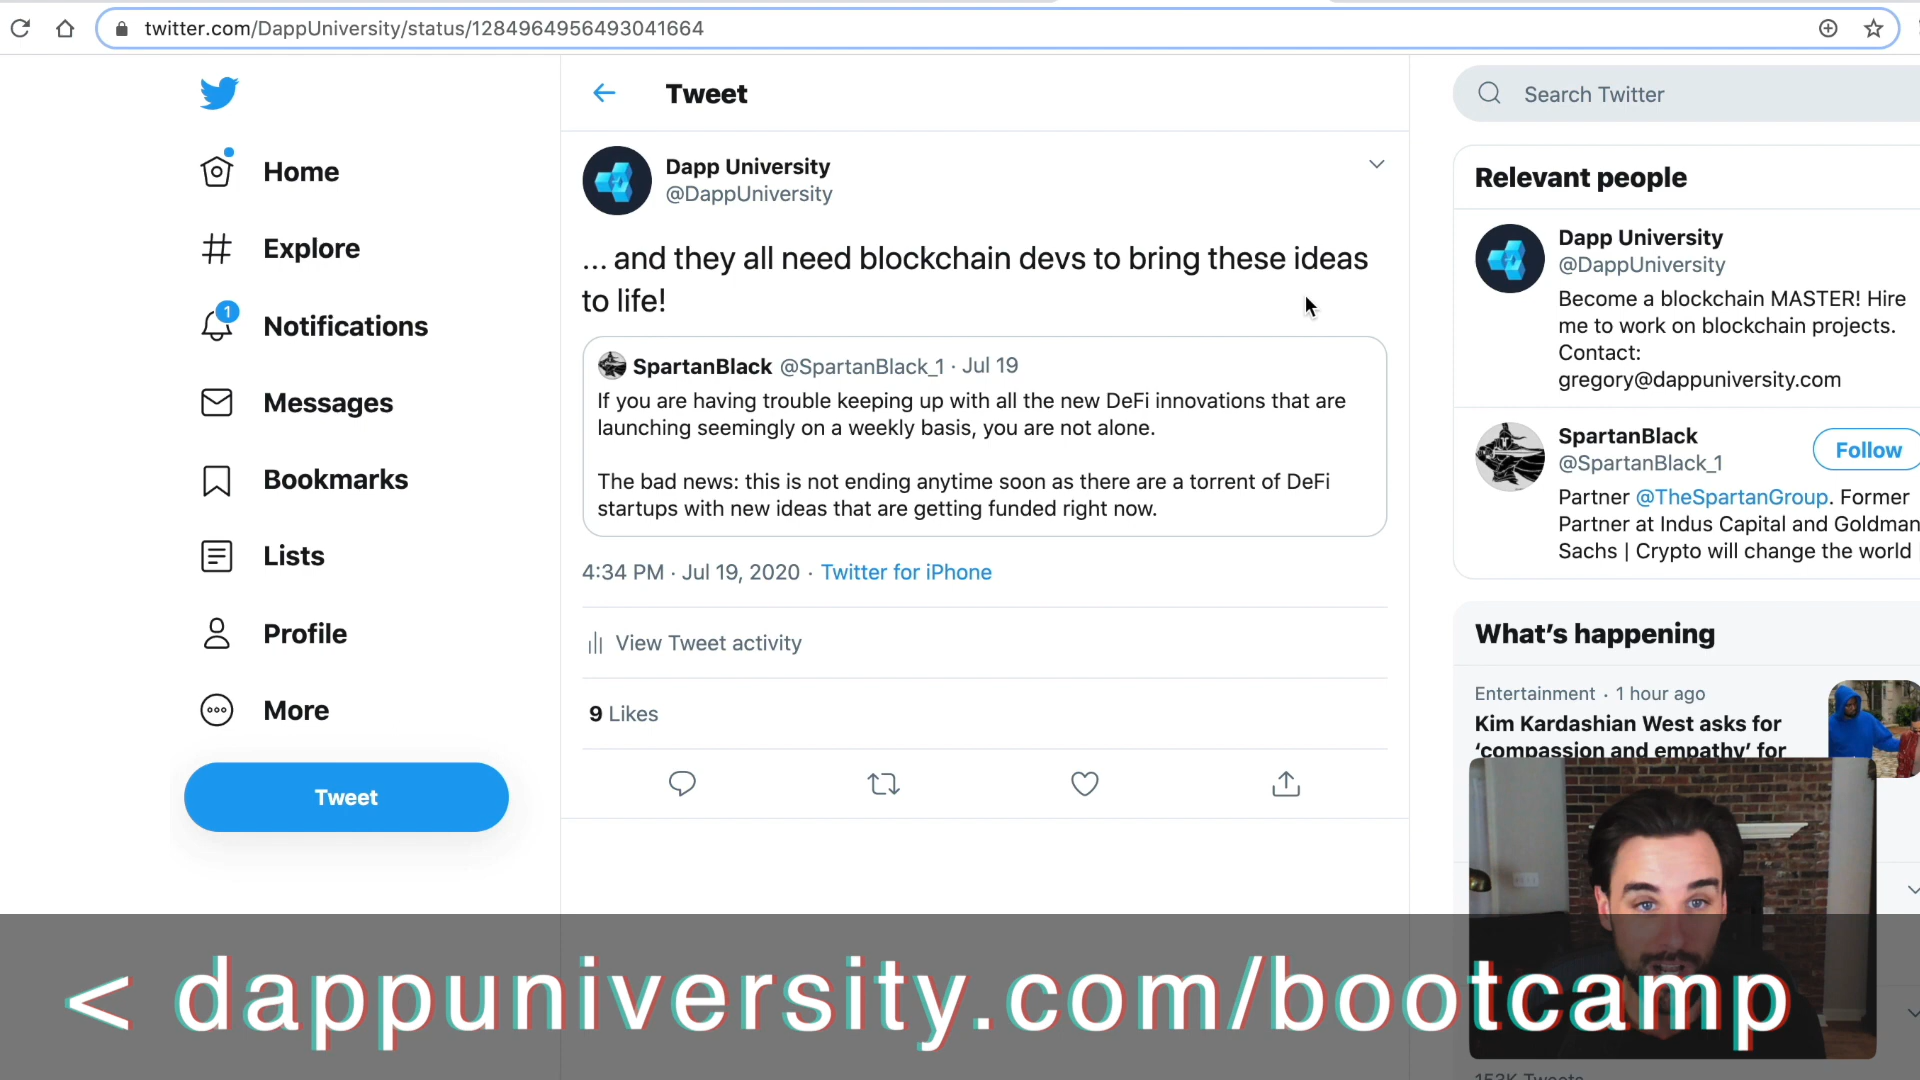 twitter.com/DappUniversity/status/1284964956493041664
Home
Explore
1
Notifications
Messages
Bookmarks
Lists
Profile
More
Tweet
Tweet
Dapp University
@DappUniversity
... and they all need blockchain devs to bring these ideas
to life!
SpartanBlack @SpartanBlack_1 · Jul 19
If you are having trouble keeping up with all the new DeFi innovations that are
launching seemingly on a weekly basis, you are not alone.
The bad news: this is not ending anytime soon as there are a torrent of DeFi
startups with new ideas that are getting funded right now.
4:34 PM · Jul 19, 2020 · Twitter for iPhone
View Tweet activity
9 Likes
Search Twitter
Relevant people
Dapp University
@DappUniversity
Become a blockchain MASTER! Hire
me to work on blockchain projects.
Contact:
gregory@dappuniversity.com
SpartanBlack
@SpartanBlack_1
Follow
Partner @TheSpartanGroup. Former
Partner at Indus Capital and Goldman
Sachs | Crypto will change the world
What's happening
Entertainment · 1 hour ago
Kim Kardashian West asks for
'compassion and empathy' for
< dappuniversity.com/bootcamp